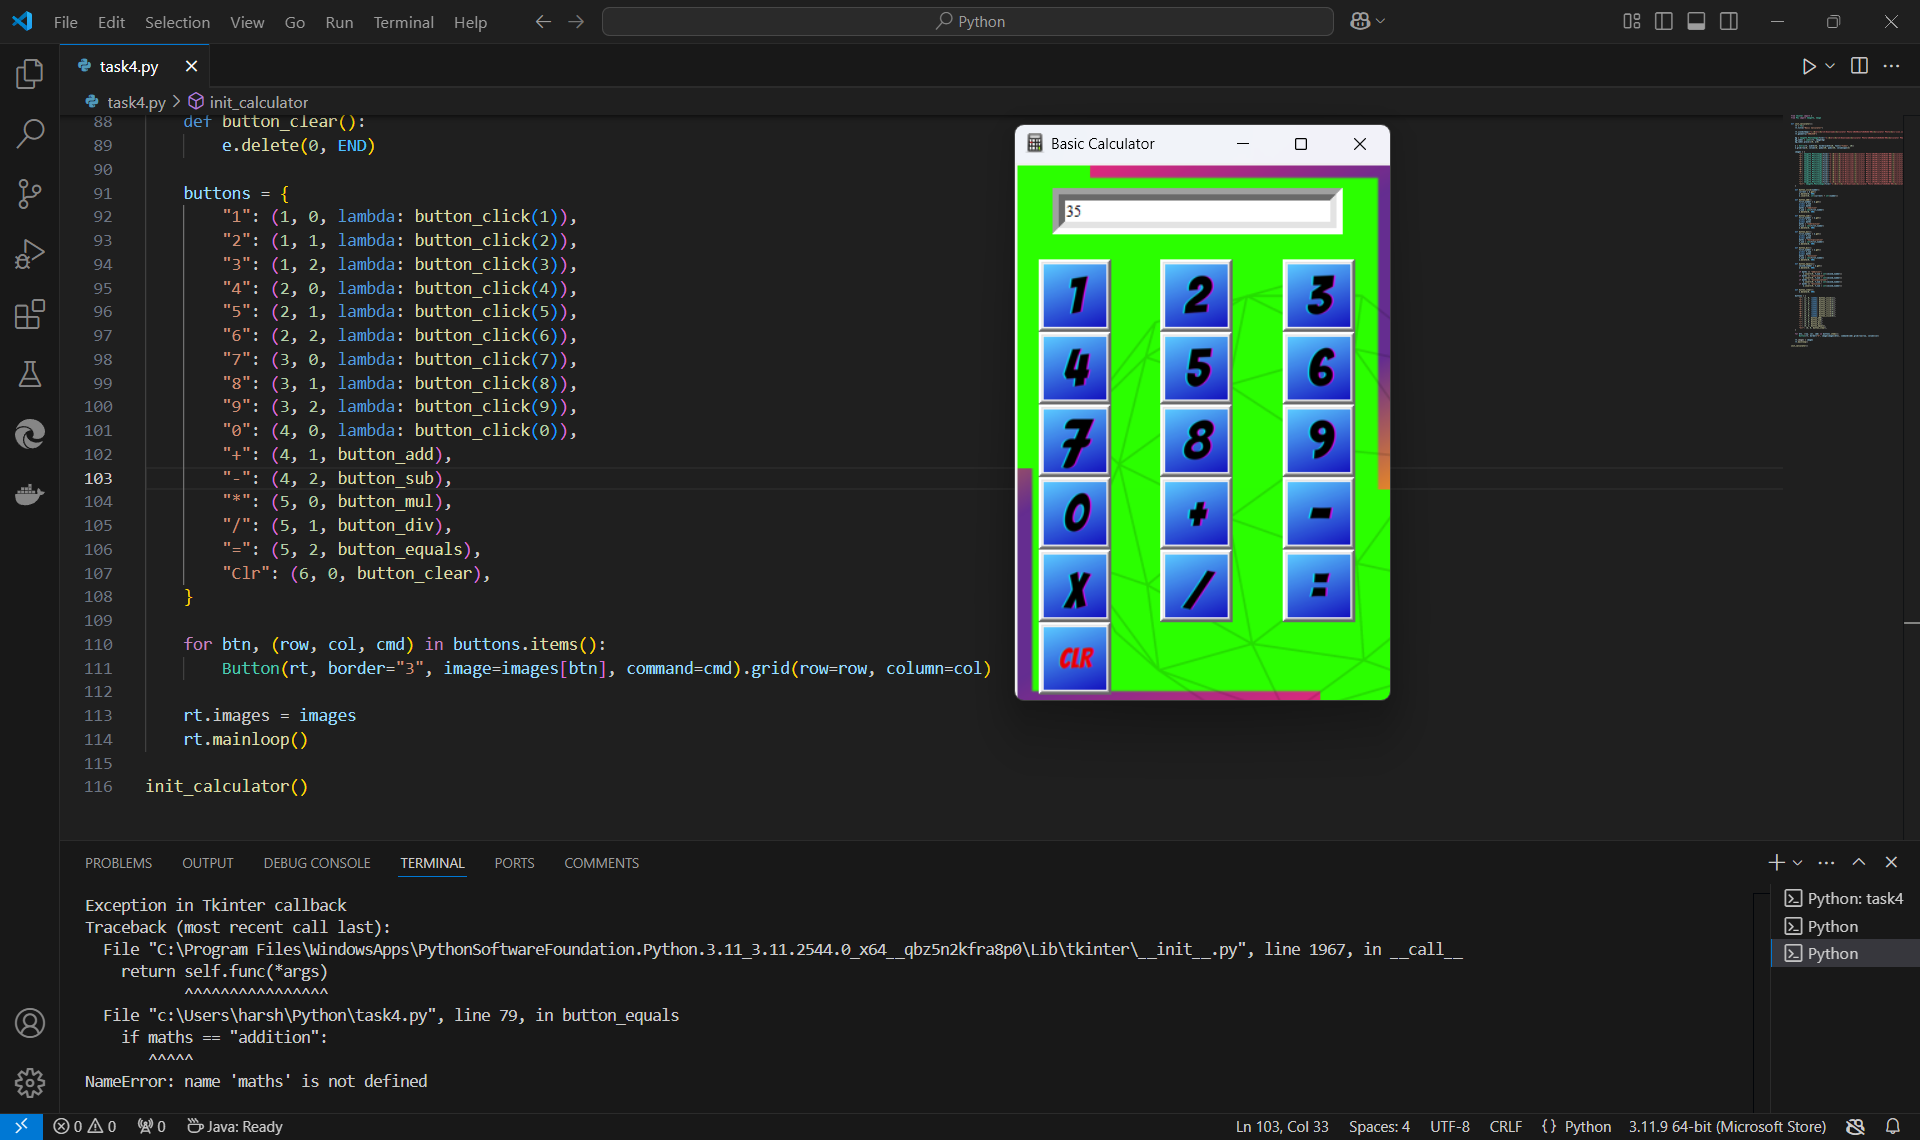 File Edit Selection View Go Run Terminal Help
Python
task4.py
task4.py > init_calculator
88 def button_clear():
89 e.delete(0, END)
90
91 buttons = {
92 "1": (1, 0, lambda: button_click(1)),
93 "2": (1, 1, lambda: button_click(2)),
94 "3": (1, 2, lambda: button_click(3)),
95 "4": (2, 0, lambda: button_click(4)),
96 "5": (2, 1, lambda: button_click(5)),
97 "6": (2, 2, lambda: button_click(6)),
98 "7": (3, 0, lambda: button_click(7)),
99 "8": (3, 1, lambda: button_click(8)),
100 "9": (3, 2, lambda: button_click(9)),
101 "0": (4, 0, lambda: button_click(0)),
102 "+": (4, 1, button_add),
103 "-": (4, 2, button_sub),
104 "*": (5, 0, button_mul),
105 "/": (5, 1, button_div),
106 "=": (5, 2, button_equals),
107 "Clr": (6, 0, button_clear),
108 }
109
110 for btn, (row, col, cmd) in buttons.items():
111 Button(rt, border="3", image=images[btn], command=cmd).grid(row=row, column=col)
112
113 rt.images = images
114 rt.mainloop()
115
116 init_calculator()
Basic Calculator
35
1 2 3
4 5 6
7 8 9
0 + -
X / =
CLR
PROBLEMS OUTPUT DEBUG CONSOLE TERMINAL PORTS COMMENTS
Exception in Tkinter callback
Traceback (most recent call last):
File "C:\Program Files\WindowsApps\PythonSoftwareFoundation.Python.3.11_3.11.2544.0_x64__qbz5n2kfra8p0\Lib\tkinter\__init__.py", line 1967, in __call__
return self.func(*args)
^^^^^^^^^^^^^^^^
File "c:\Users\harsh\Python\task4.py", line 79, in button_equals
if maths == "addition":
^^^^^
NameError: name 'maths' is not defined
Python: task4
Python
Python
0 0 0 Java: Ready
Ln 103, Col 33 Spaces: 4 UTF-8 CRLF {} Python 3.11.9 64-bit (Microsoft Store)